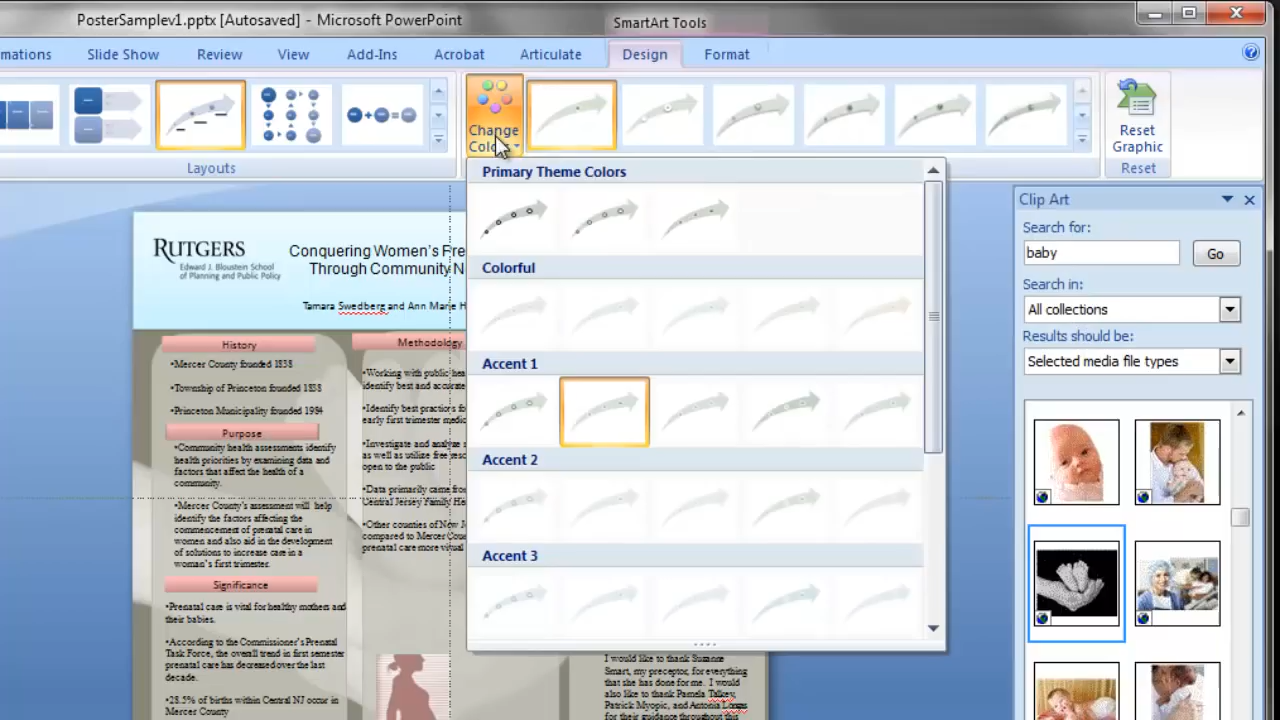 PosterSamplev1.pptx [Autosaved] - Microsoft PowerPoint
SmartArt Tools
mations
Slide Show
Review
View
Add-Ins
Acrobat
Articulate
Design
Format
Change
Reset
Graphic
Layouts
Reset
Primary Theme Colors
Colorful
Accent 1
Accent 2
Accent 3
RUTGERS
Edward J. Bloustein School
of Planning and Public Policy
Conquering Women's Fre
Through Community N
Tamara Swedberg and Ann Marie H
History
•Mercer County founded 1838
•Township of Princeton founded 1838
•Princeton Municipality founded 1984
Purpose
•Community health assessments identify
health priorities by examining data and
factors that affect the health of a
community.
•Mercer County's assessment will help
identify the factors affecting the
commencement of prenatal care in
women and also aid in the development
of solutions to increase care in a
woman's first trimester.
Significance
•Prenatal care is vital for healthy mothers and
their babies.
•According to the Commissioner's Prenatal
Task Force, the overall trend in first semester
prenatal care has decreased over the last
decade.
•28.5% of births within Central NJ occur in
Mercer County
Methodology
•Working with public hea
identify best and accurate
•Identify best practices fo
early first trimester medic
•Investigate and analyze s
as well as utilize free reso
open to the public
•Data primarily came from
Central Jersey Family He
•Other counties of New J
compared to Mercer Cou
prenatal care more virtual
I would like to thank Suzanne
Smart, my preceptor, for everything
that she has done for me. I would
also like to thank Pamela Talkey,
Patrick Myopic, and Antonia Longas
for their guidance throughout this
Clip Art
Search for:
baby
Go
Search in:
All collections
Results should be:
Selected media file types